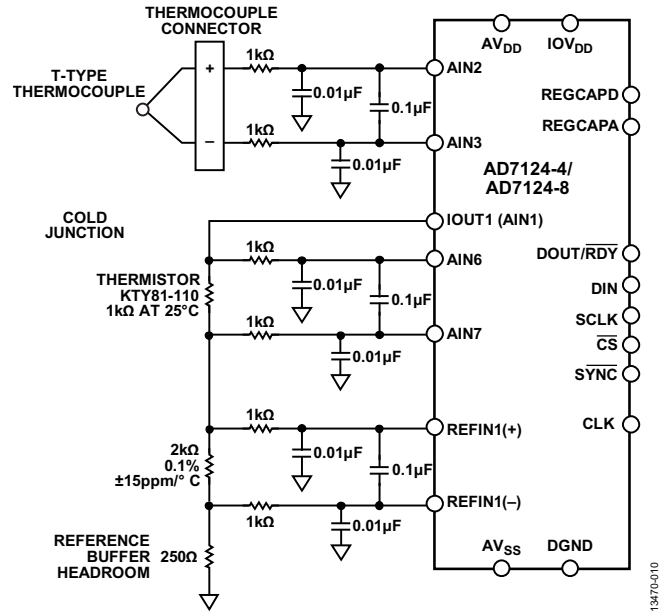 THERMOCOUPLE
CONNECTOR
T-TYPE
THERMOCOUPLE
+
–
1kΩ
0.01µF
0.1µF
1kΩ
0.01µF
AIN2
AIN3
AVDD
IOVDD
REGCAPD
REGCAPA
AD7124-4/
AD7124-8
COLD
JUNCTION
IOUT1 (AIN1)
1kΩ
AIN6
THERMISTOR
KTY81-110
1kΩ AT 25°C
0.01µF
0.1µF
1kΩ
AIN7
0.01µF
DOUT/RDY
DIN
SCLK
CS
SYNC
CLK
1kΩ
REFIN1(+)
2kΩ
0.1%
±15ppm/° C
0.01µF
0.1µF
REFIN1(–)
1kΩ
0.01µF
REFERENCE
BUFFER
HEADROOM
250Ω
AVSS
DGND
13470-010